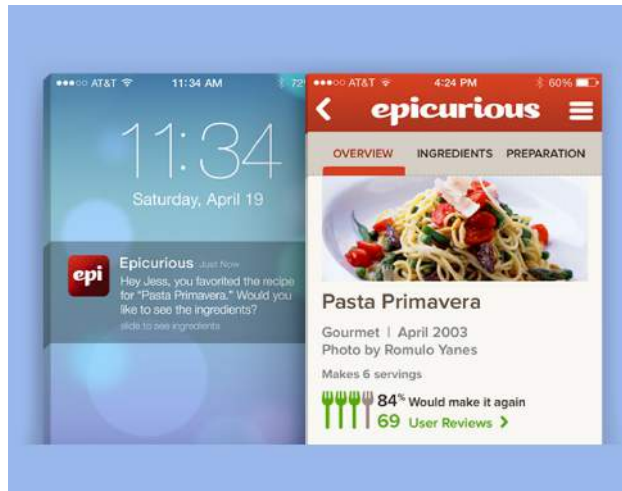 AT&T 11:34 AM 72
11:34
Saturday, April 19
epi
Epicurious Just Now
Hey Jess, you favorited the recipe
for “Pasta Primavera.” Would you
like to see the ingredients?
slide to see ingredients
AT&T 4:24 PM 60%
epicurious
OVERVIEW INGREDIENTS PREPARATION
Pasta Primavera
Gourmet | April 2003
Photo by Romulo Yanes
Makes 6 servings
84% Would make it again
69 User Reviews